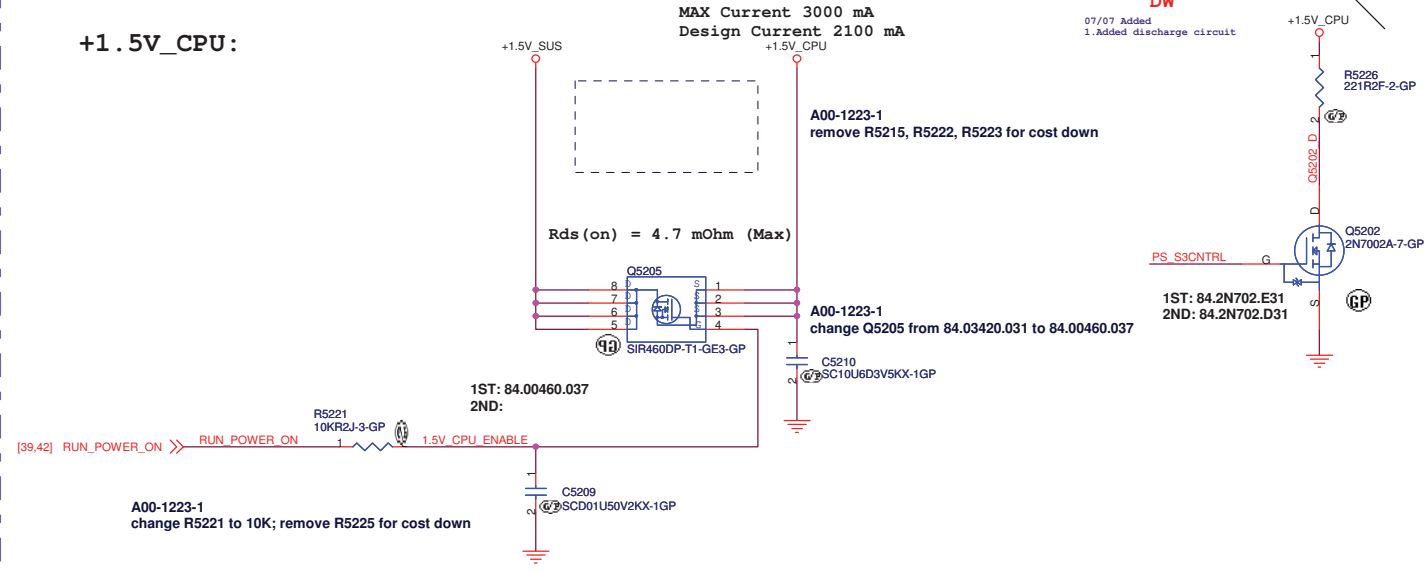 MAX Current 3000 mA
Design Current 2100 mA
DW
07/07 Added
1.Added discharge circuit
+1.5V_CPU:
+1.5V_SUS
+1.5V_CPU
+1.5V_CPU
1
R5226
221R2F-2-GP
2
G/P
Q5202_D
A00-1223-1
remove R5215, R5222, R5223 for cost down
Rds(on) = 4.7 mOhm (Max)
D
Q5202
2N7002A-7-GP
PS_S3CNTRL
G
S
GP
1ST: 84.2N702.E31
2ND: 84.2N702.D31
Q5205
8
D
S
1
7
D
S
2
6
D
S
3
5
D
G
4
GP
SIR460DP-T1-GE3-GP
A00-1223-1
change Q5205 from 84.03420.031 to 84.00460.037
1
C5210
2
G/P
SC10U6D3V5KX-1GP
1ST: 84.00460.037
2ND:
R5221
10KR2J-3-GP
[39,42]
RUN_POWER_ON
RUN_POWER_ON
1
2
1.5V_CPU_ENABLE
1
C5209
2
G/P
SCD01U50V2KX-1GP
A00-1223-1
change R5221 to 10K; remove R5225 for cost down